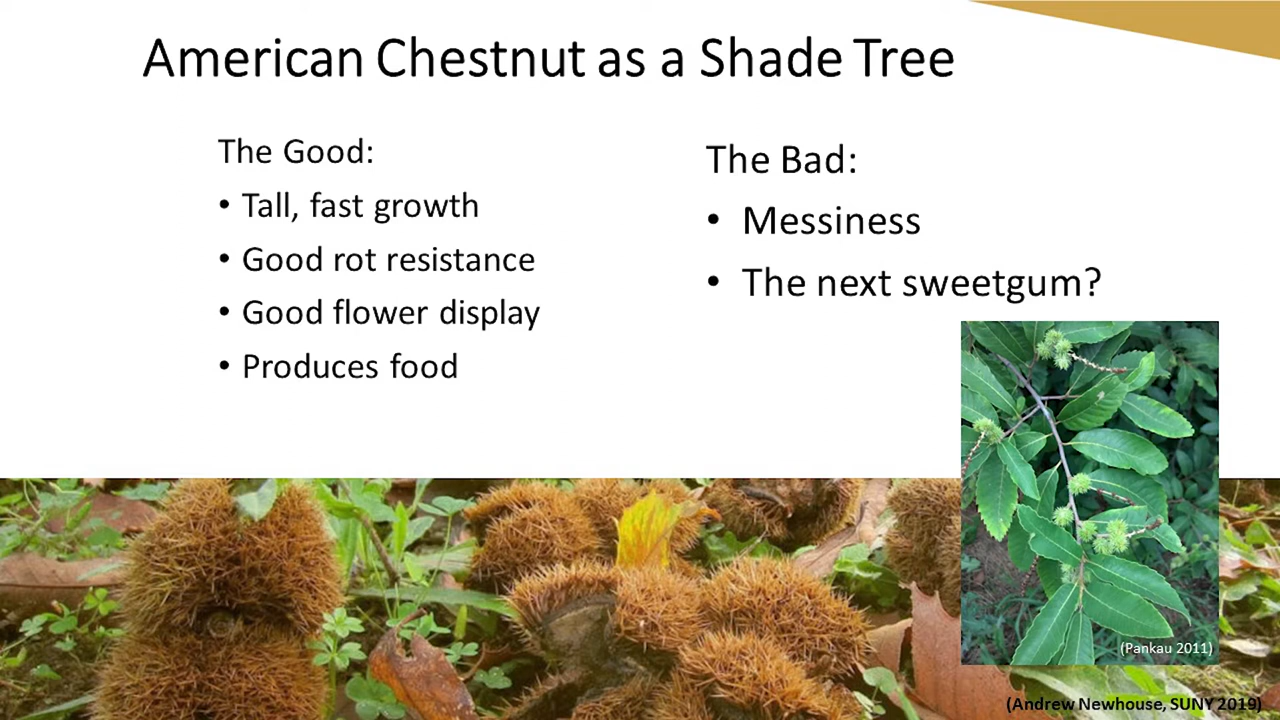 American Chestnut as a Shade Tree
The Good:
• Tall, fast growth
• Good rot resistance
• Good flower display
• Produces food
The Bad:
• Messiness
• The next sweetgum?
(Pankau 2011)
(Andrew Newhouse, SUNY 2019)